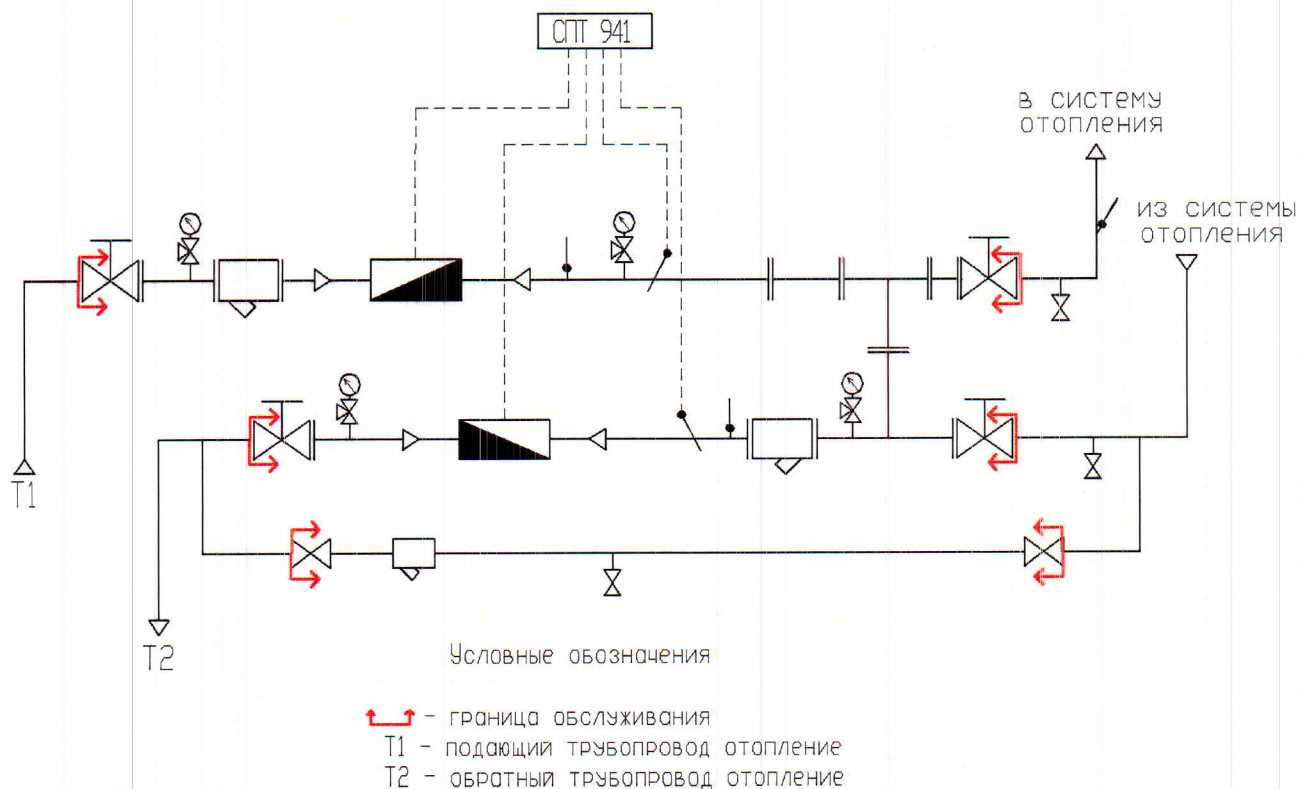 СПТ 941
в систему
отопления
из системы
отопления
Т1
Т2
Условные обозначения
- граница обслуживания
Т1 - подающий трубопровод отопление
Т2 - обратный трубопровод отопление